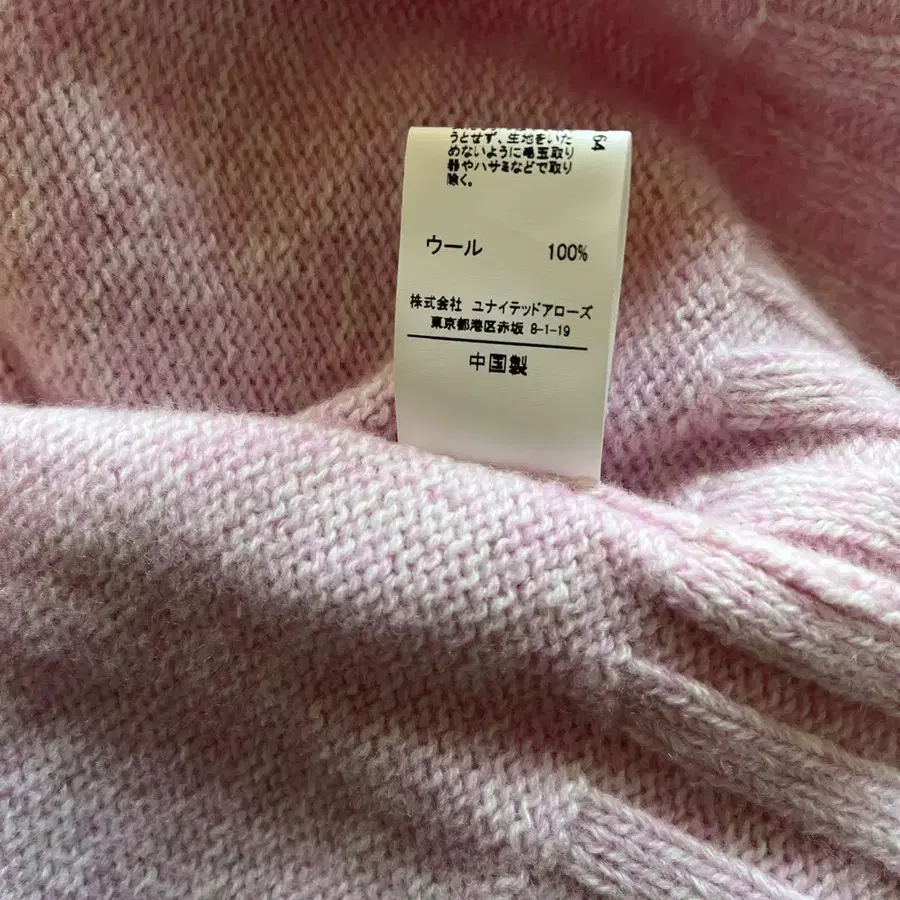 うとせず、生地をいた
めないように毛玉取り
器やハサミなどで取り
除く。
64
ウール 100%
株式会社 ユナイテッドアローズ
東京都港区赤坂 8-1-19
中国製